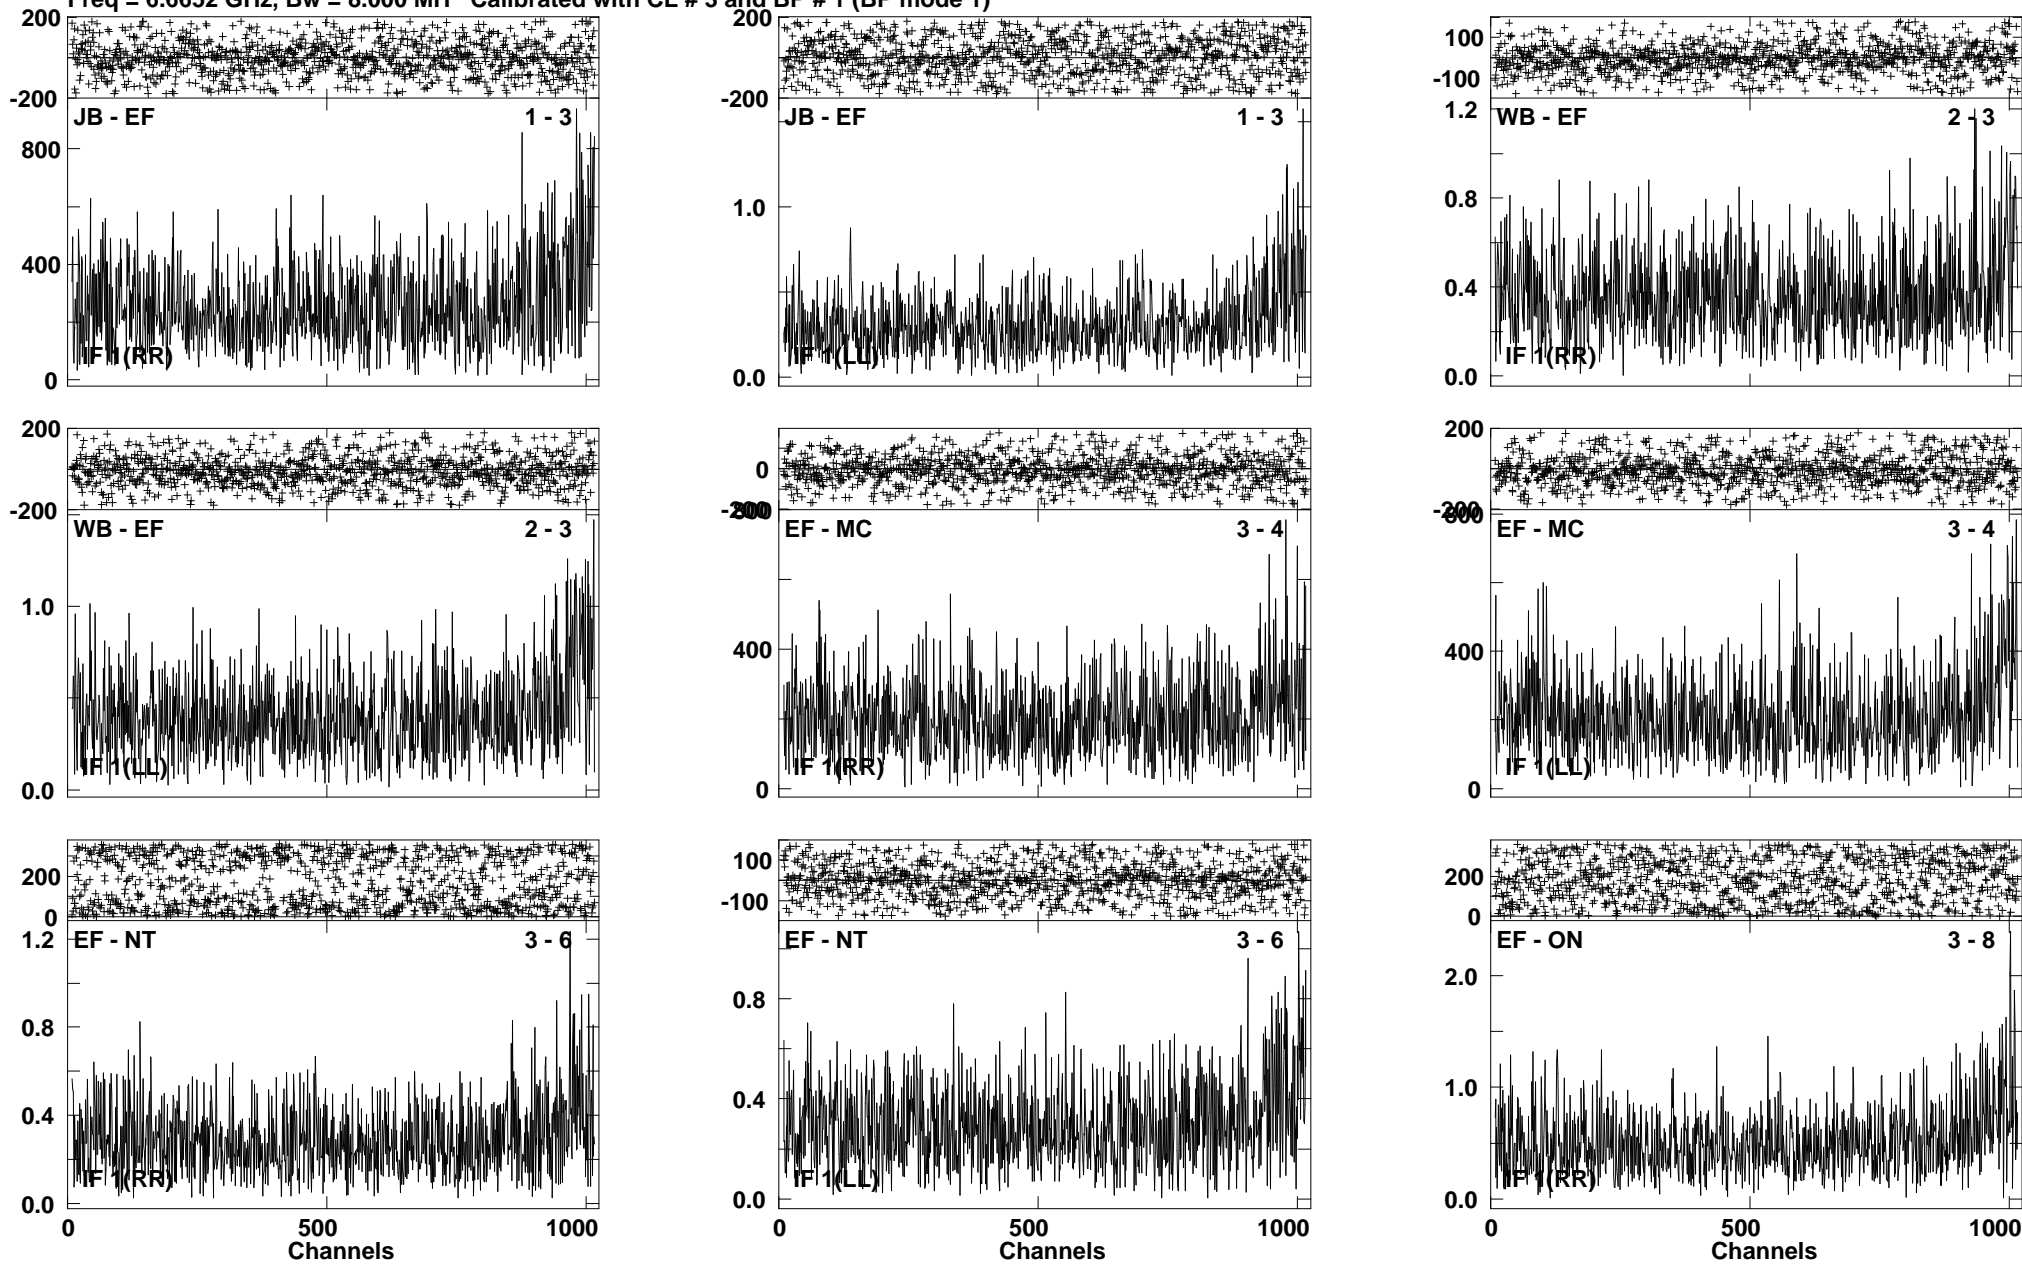 Freq = 6.6652 GHz, Bw = 8.000 MH Calibrated with CL # 3 and BP # 1 (BP mode 1)
200 200 100
-200 -200 -100
JB - EF 1 - 3 JB - EF 1 - 3 1.2 WB - EF 2 - 3
800
1.0 0.8
400 0.4
IF 1(RR) IF 1(LL) IF 1(RR)
0 0.0 0.0
200 0 200
-200 -200 800 -200 800
WB - EF 2 - 3 EF - MC 3 - 4 EF - MC 3 - 4
1.0 400 400
IF 1(LL) IF 1(RR) IF 1(LL)
0.0 0 0
200 100 200
0 -100 0
1.2 EF - NT 3 - 6 EF - NT 3 - 6 EF - ON 3 - 8
0.8 0.8 2.0
0.4 0.4 1.0
IF 1(RR) IF 1(LL) IF 1(RR)
0.0 0.0 0.0
0 500 1000 0 500 1000 0 500 1000
Channels Channels Channels